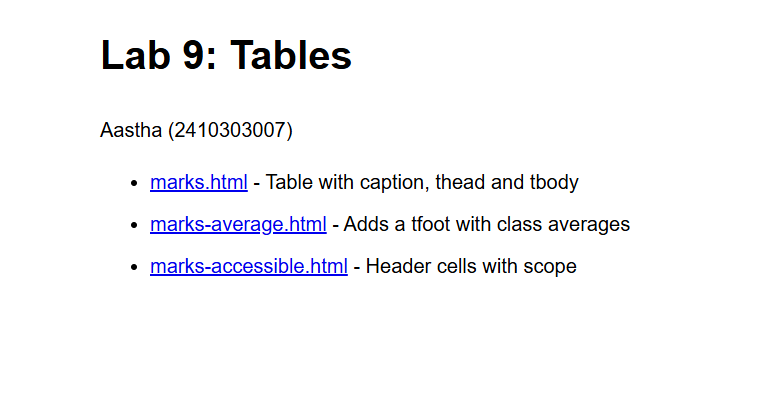 Lab 9: Tables
Aastha (2410303007)
• marks.html - Table with caption, thead and tbody
• marks-average.html - Adds a tfoot with class averages
• marks-accessible.html - Header cells with scope